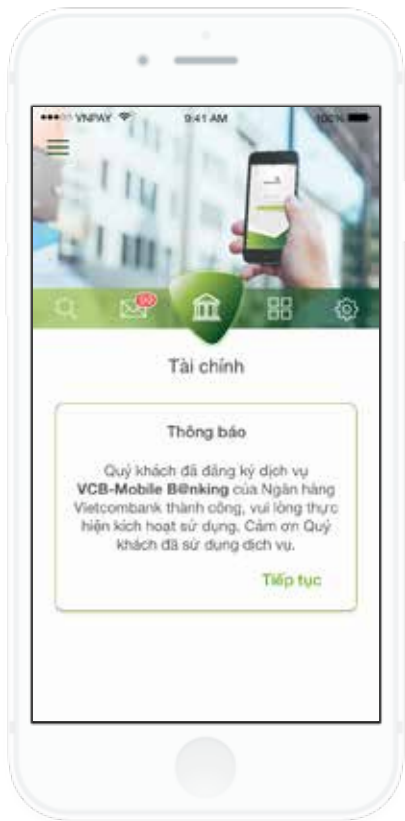 VNPAY 9:41 AM 100%
99
Tài chính
Thông báo
Quý khách đã đăng ký dịch vụ
VCB-Mobile B@nking của Ngân hàng
Vietcombank thành công, vui lòng thực
hiện kích hoạt sử dụng. Cảm ơn Quý
khách đã sử dụng dịch vụ.
Tiếp tục